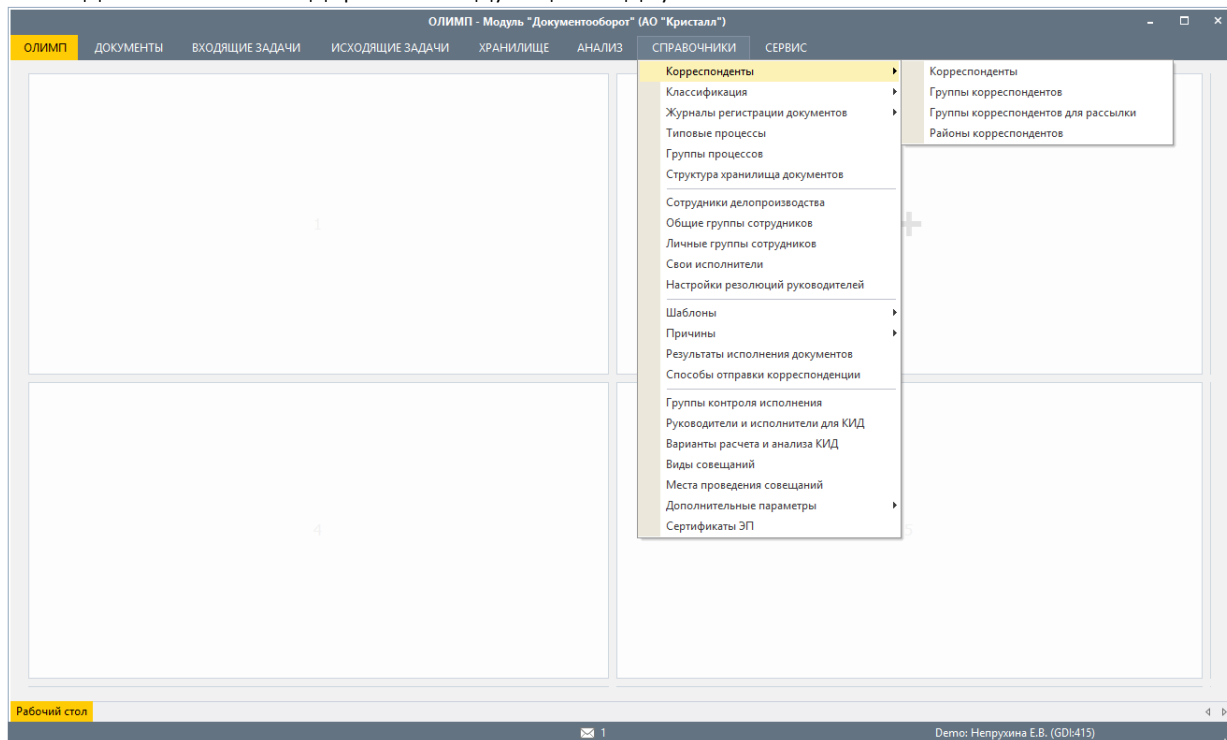 ОЛИМП - Модуль "Документооборот" (АО "Кристалл")
ОЛИМП ДОКУМЕНТЫ ВХОДЯЩИЕ ЗАДАЧИ ИСХОДЯЩИЕ ЗАДАЧИ ХРАНИЛИЩЕ АНАЛИЗ СПРАВОЧНИКИ СЕРВИС
Корреспонденты
Классификация
Журналы регистрации документов
Типовые процессы
Группы процессов
Структура хранилища документов
Сотрудники делопроизводства
Общие группы сотрудников
Личные группы сотрудников
Свои исполнители
Настройки резолюций руководителей
Шаблоны
Причины
Результаты исполнения документов
Способы отправки корреспонденции
Группы контроля исполнения
Руководители и исполнители для КИД
Варианты расчета и анализа КИД
Виды совещаний
Места проведения совещаний
Дополнительные параметры
Сертификаты ЭП
Корреспонденты
Группы корреспондентов
Группы корреспондентов для рассылки
Районы корреспондентов
1
4
5
Рабочий стол
1
Demo: Непрухина Е.В. (GDI:415)